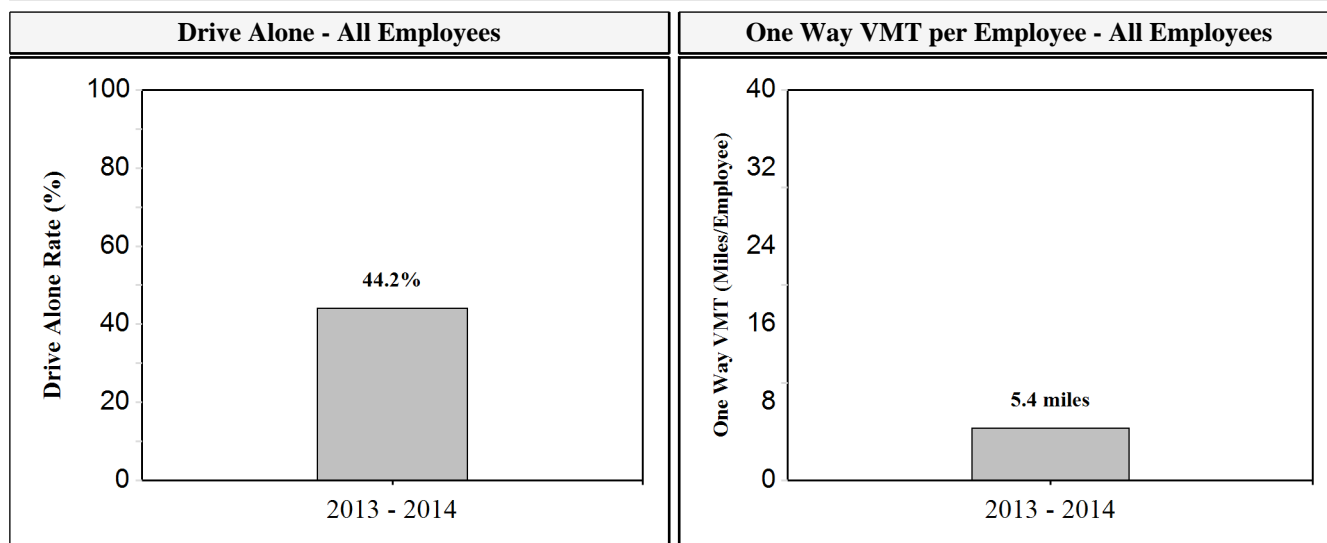 Drive Alone - All Employees
Drive Alone Rate (%)
100
80
60
40
20
0
44.2%
2013 - 2014
One Way VMT per Employee - All Employees
One Way VMT (Miles/Employee)
40
32
24
16
8
0
5.4 miles
2013 - 2014